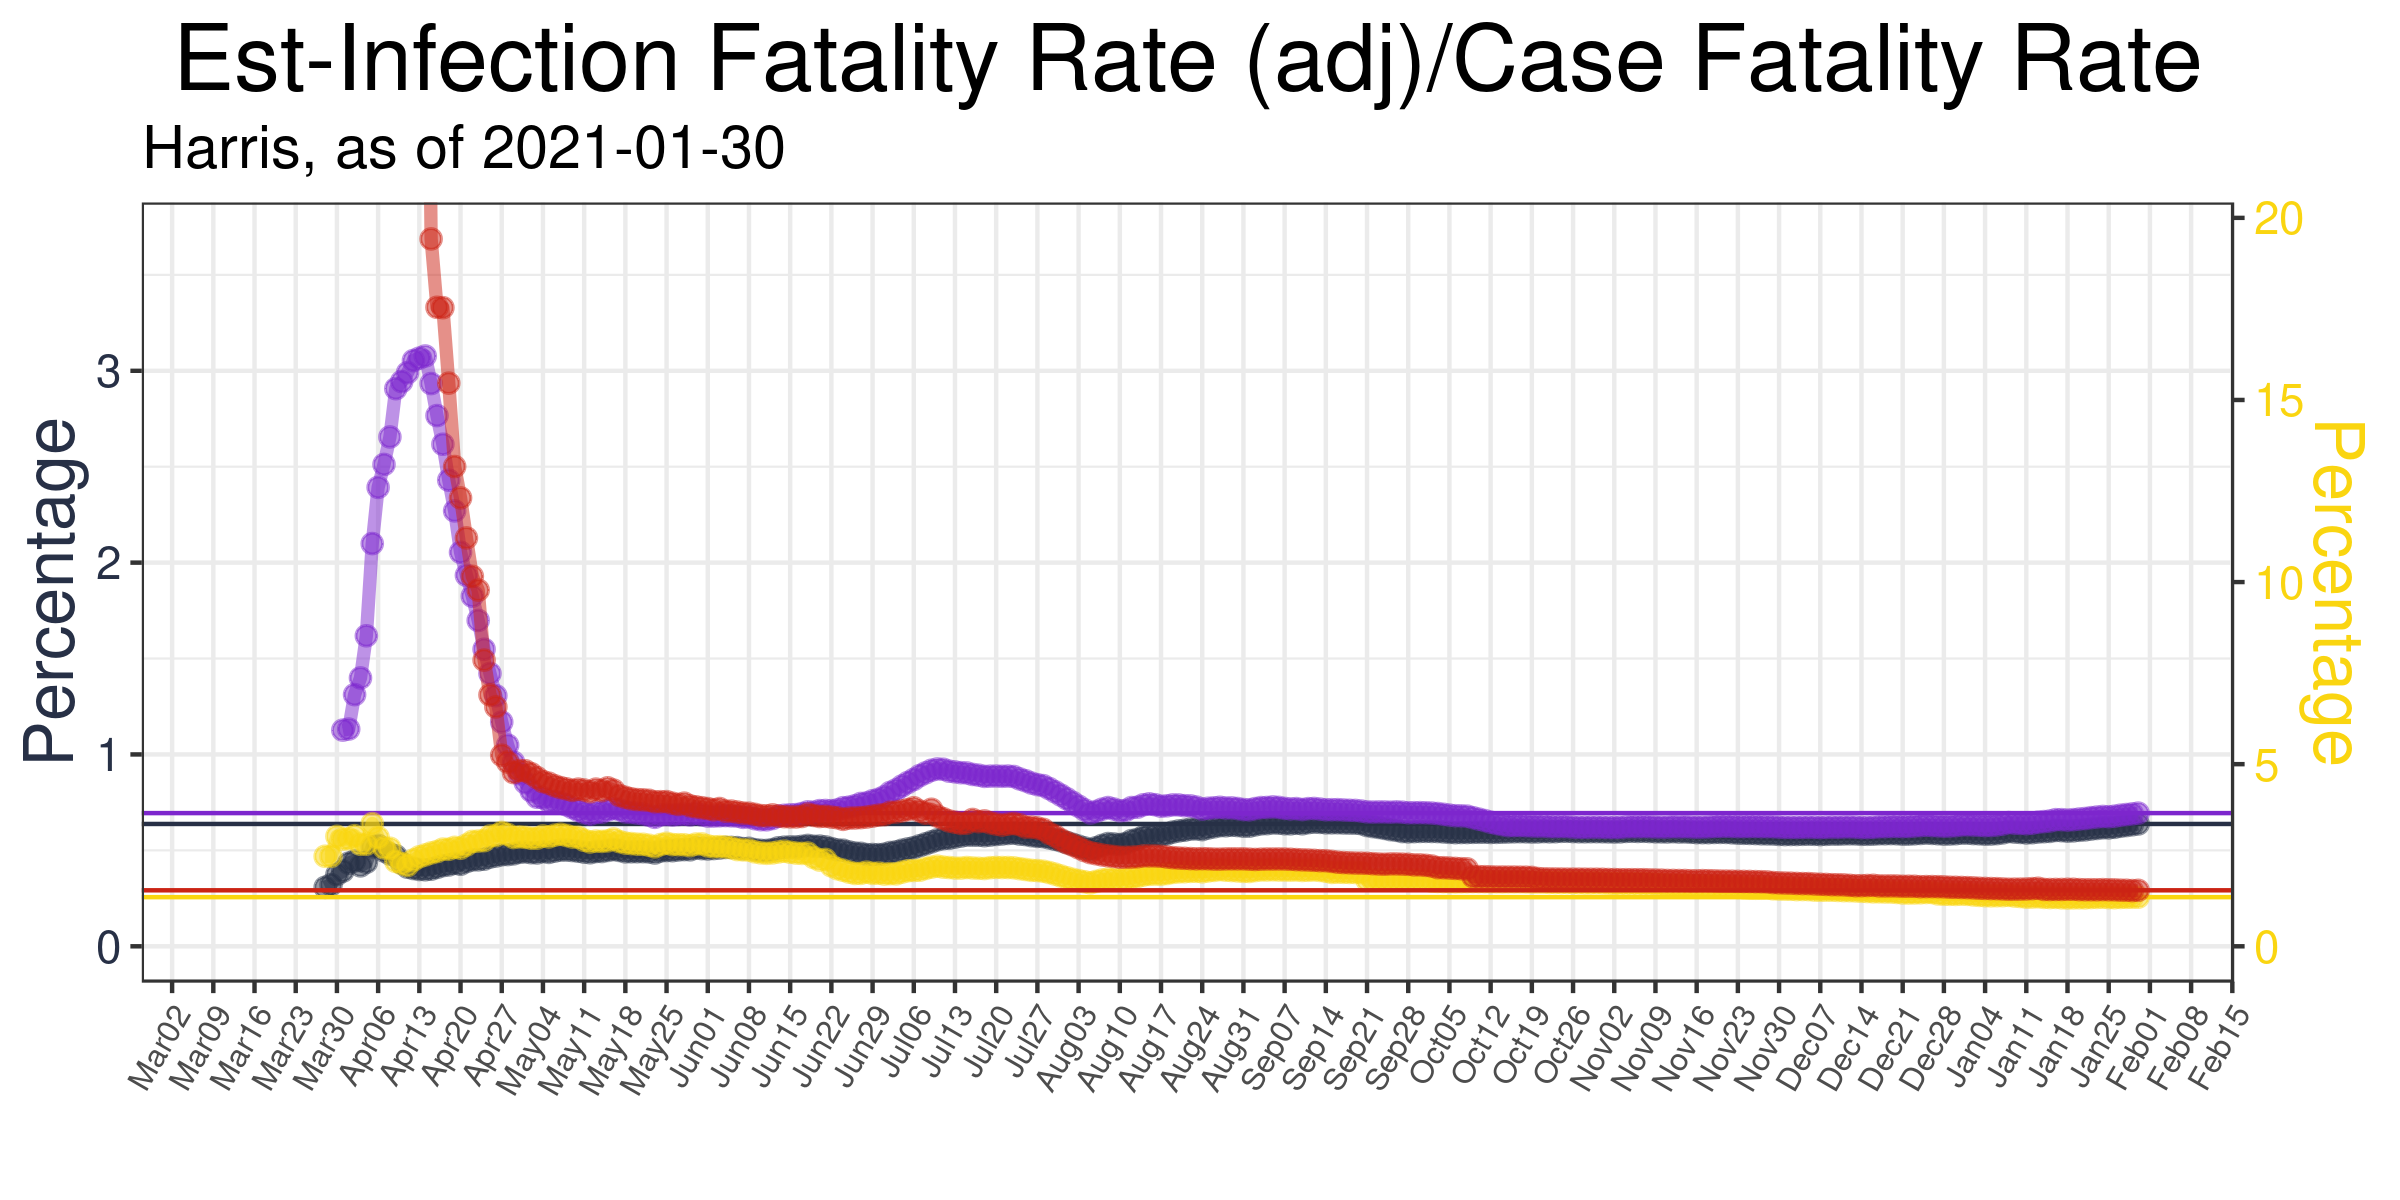 Est-Infection Fatality Rate (adj)/Case Fatality Rate
Harris, as of 2021-01-30
Percentage
3
2
1
0
20
15
10
5
0
Percentage
Mar02
Mar09
Mar16
Mar23
Mar30
Apr06
Apr13
Apr20
Apr27
May04
May11
May18
May25
Jun01
Jun08
Jun15
Jun22
Jun29
Jul06
Jul13
Jul20
Jul27
Aug03
Aug10
Aug17
Aug24
Aug31
Sep07
Sep14
Sep21
Sep28
Oct05
Oct12
Oct19
Oct26
Nov02
Nov09
Nov16
Nov23
Nov30
Dec07
Dec14
Dec21
Dec28
Jan04
Jan11
Jan18
Jan25
Feb01
Feb08
Feb15